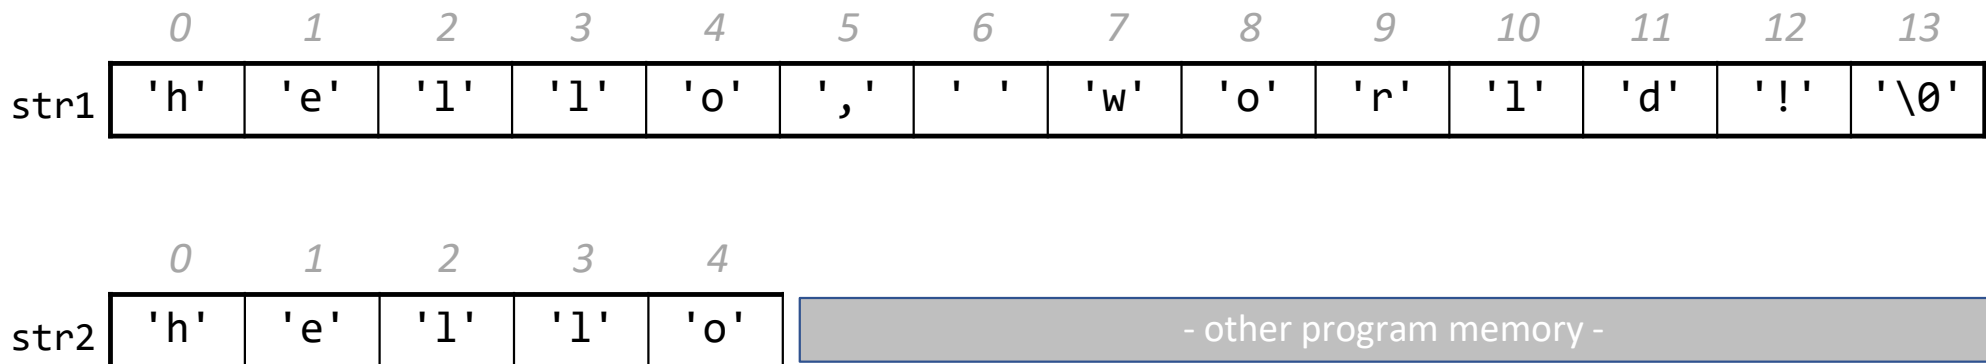 0 1 2 3 4 5 6 7 8 9 10 11 12 13
str1 'h' 'e' 'l' 'l' 'o' ',' ' ' 'w' 'o' 'r' 'l' 'd' '!' '\0'
0 1 2 3 4
str2 'h' 'e' 'l' 'l' 'o' - other program memory -